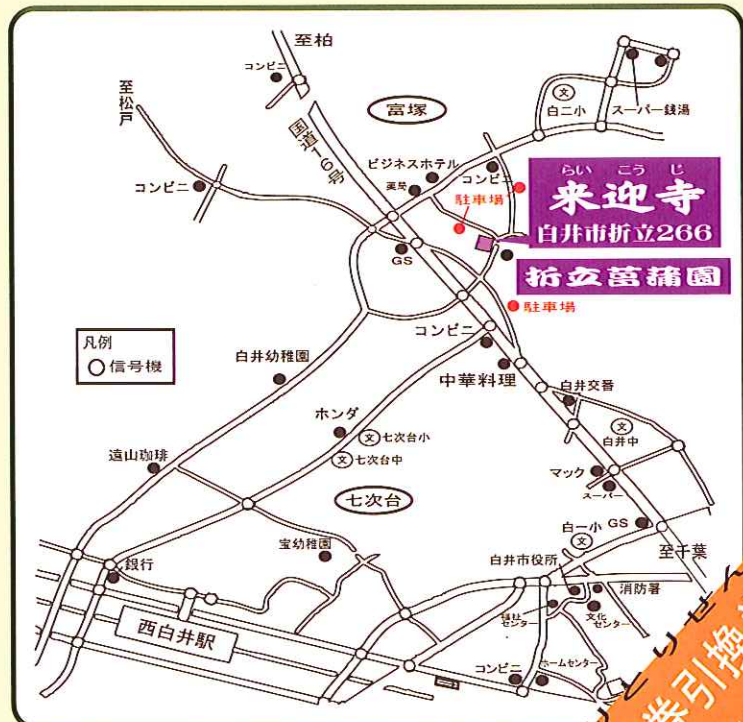 至柏
コンビニ
至松戸
国道16号
富塚
文
白二小
スーパー銭湯
ビジネスホテル
薬局
コンビニ
コンビニ
駐車場
らい こう じ
来迎寺
白井市折立266
GS
折立菖蒲園
駐車場
コンビニ
凡例
信号機
白井幼稚園
中華料理
白井交番
ホンダ
文
七次台小
文
七次台中
文
白井中
遠山珈琲
マック
スーパー
七次台
白一小
文
GS
至千葉
宝幼稚園
白井市役所
銀行
消防署
福祉
センター
文化
センター
西白井駅
コンビニ
ホームセンター
券引換